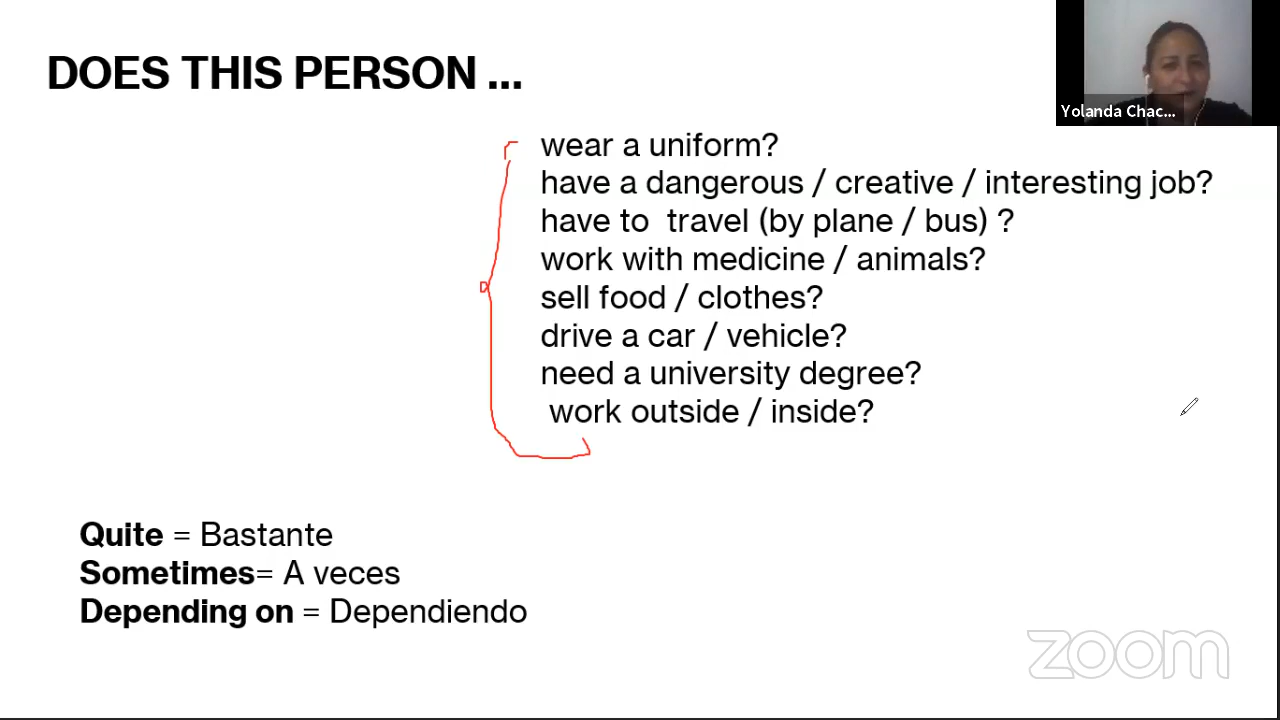 DOES THIS PERSON ...
Yolanda Chac...
wear a uniform?
have a dangerous / creative / interesting job?
have to travel (by plane / bus) ?
work with medicine / animals?
sell food / clothes?
drive a car / vehicle?
need a university degree?
work outside / inside?
Quite = Bastante
Sometimes= A veces
Depending on = Dependiendo
zoom